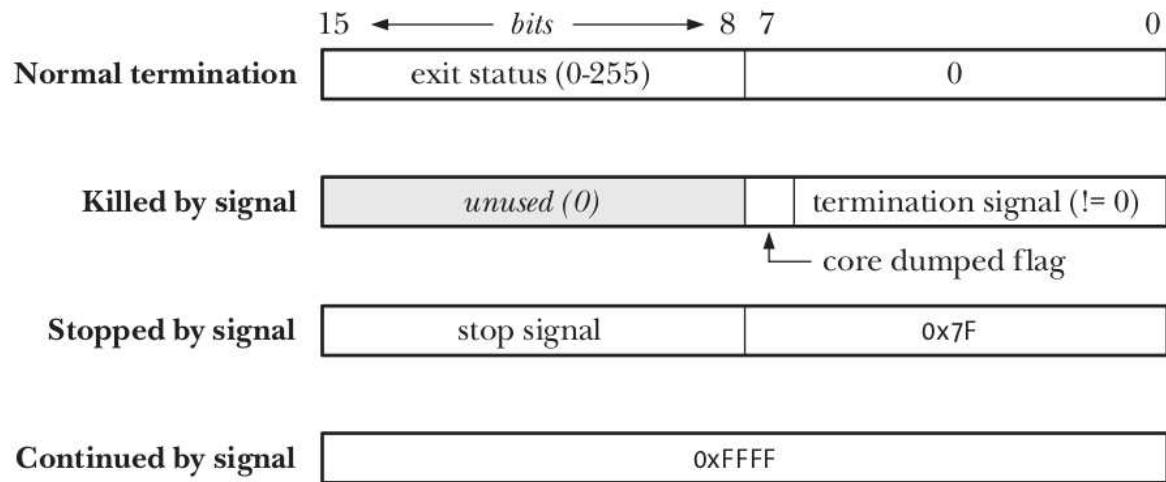 15 bits 8 7 0
Normal termination exit status (0-255) 0
Killed by signal unused (0) termination signal (!= 0)
core dumped flag
Stopped by signal stop signal 0x7F
Continued by signal 0xFFFF